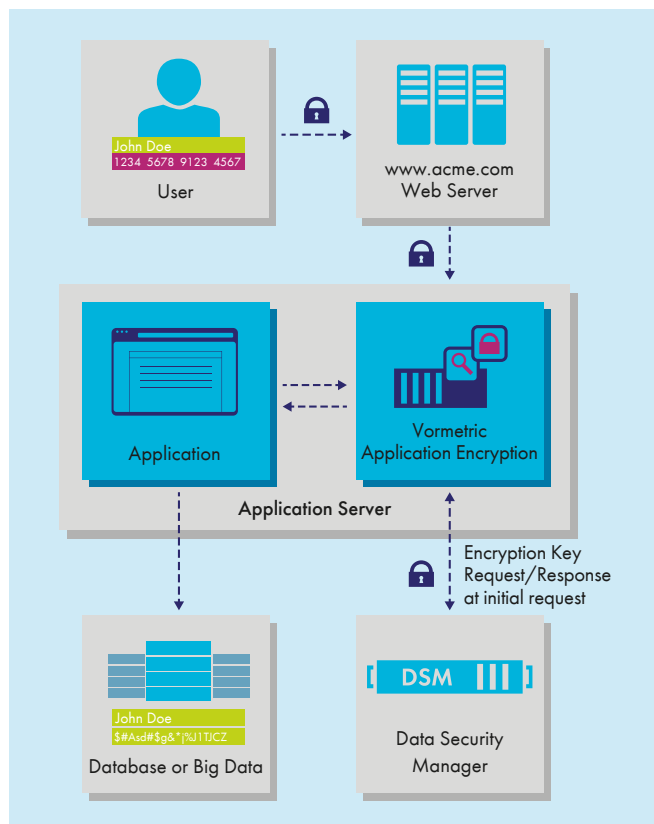 John Doe
1234 5678 9123 4567
User
www.acme.com
Web Server
Application
Vormetric
Application Encryption
Application Server
Encryption Key
Request/Response
at initial request
John Doe
$#Asd#$g&*j%J1TJCZ
Database or Big Data
DSM
Data Security
Manager